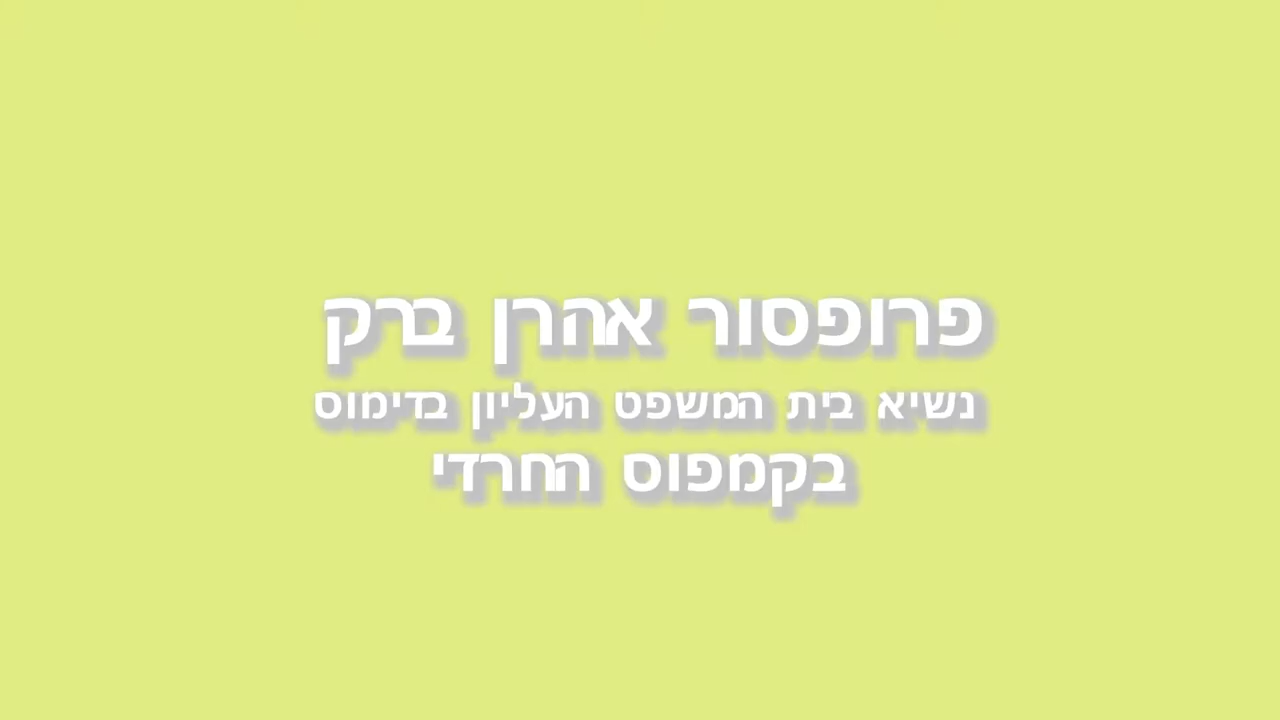 פרופסור אהרן ברק
נשיא בית המשפט העליון בדימוס
בקמפוס החרדי